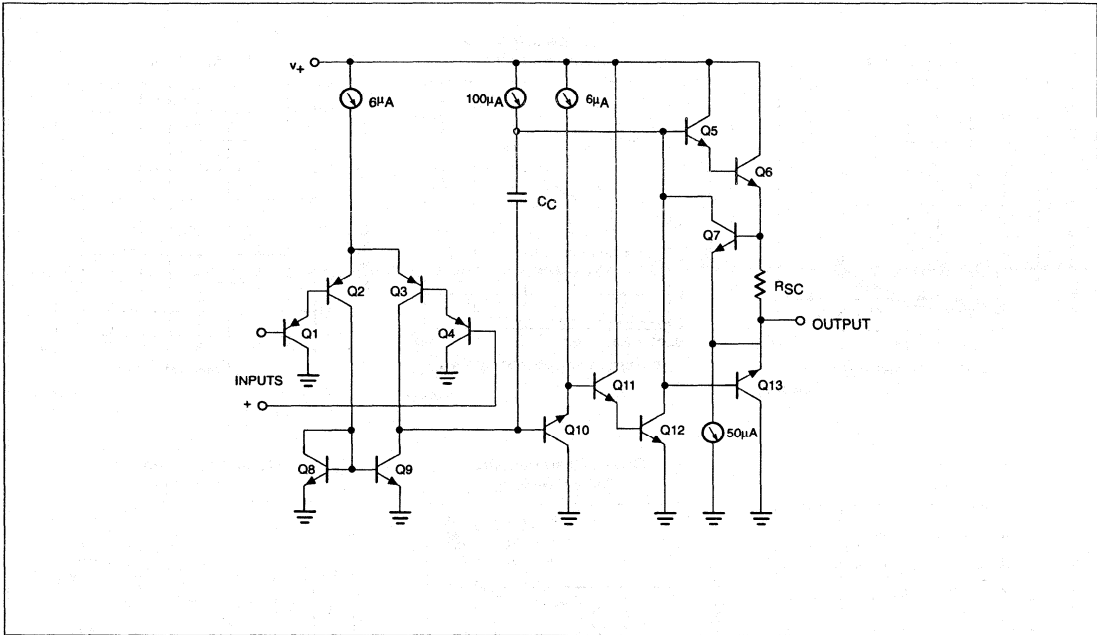 V+
6µA
100µA
6µA
Q5
Q6
CC
Q7
Q2
Q3
RSC
Q1
Q4
OUTPUT
INPUTS
Q11
Q13
+
Q10
Q12
50µA
Q8
Q9